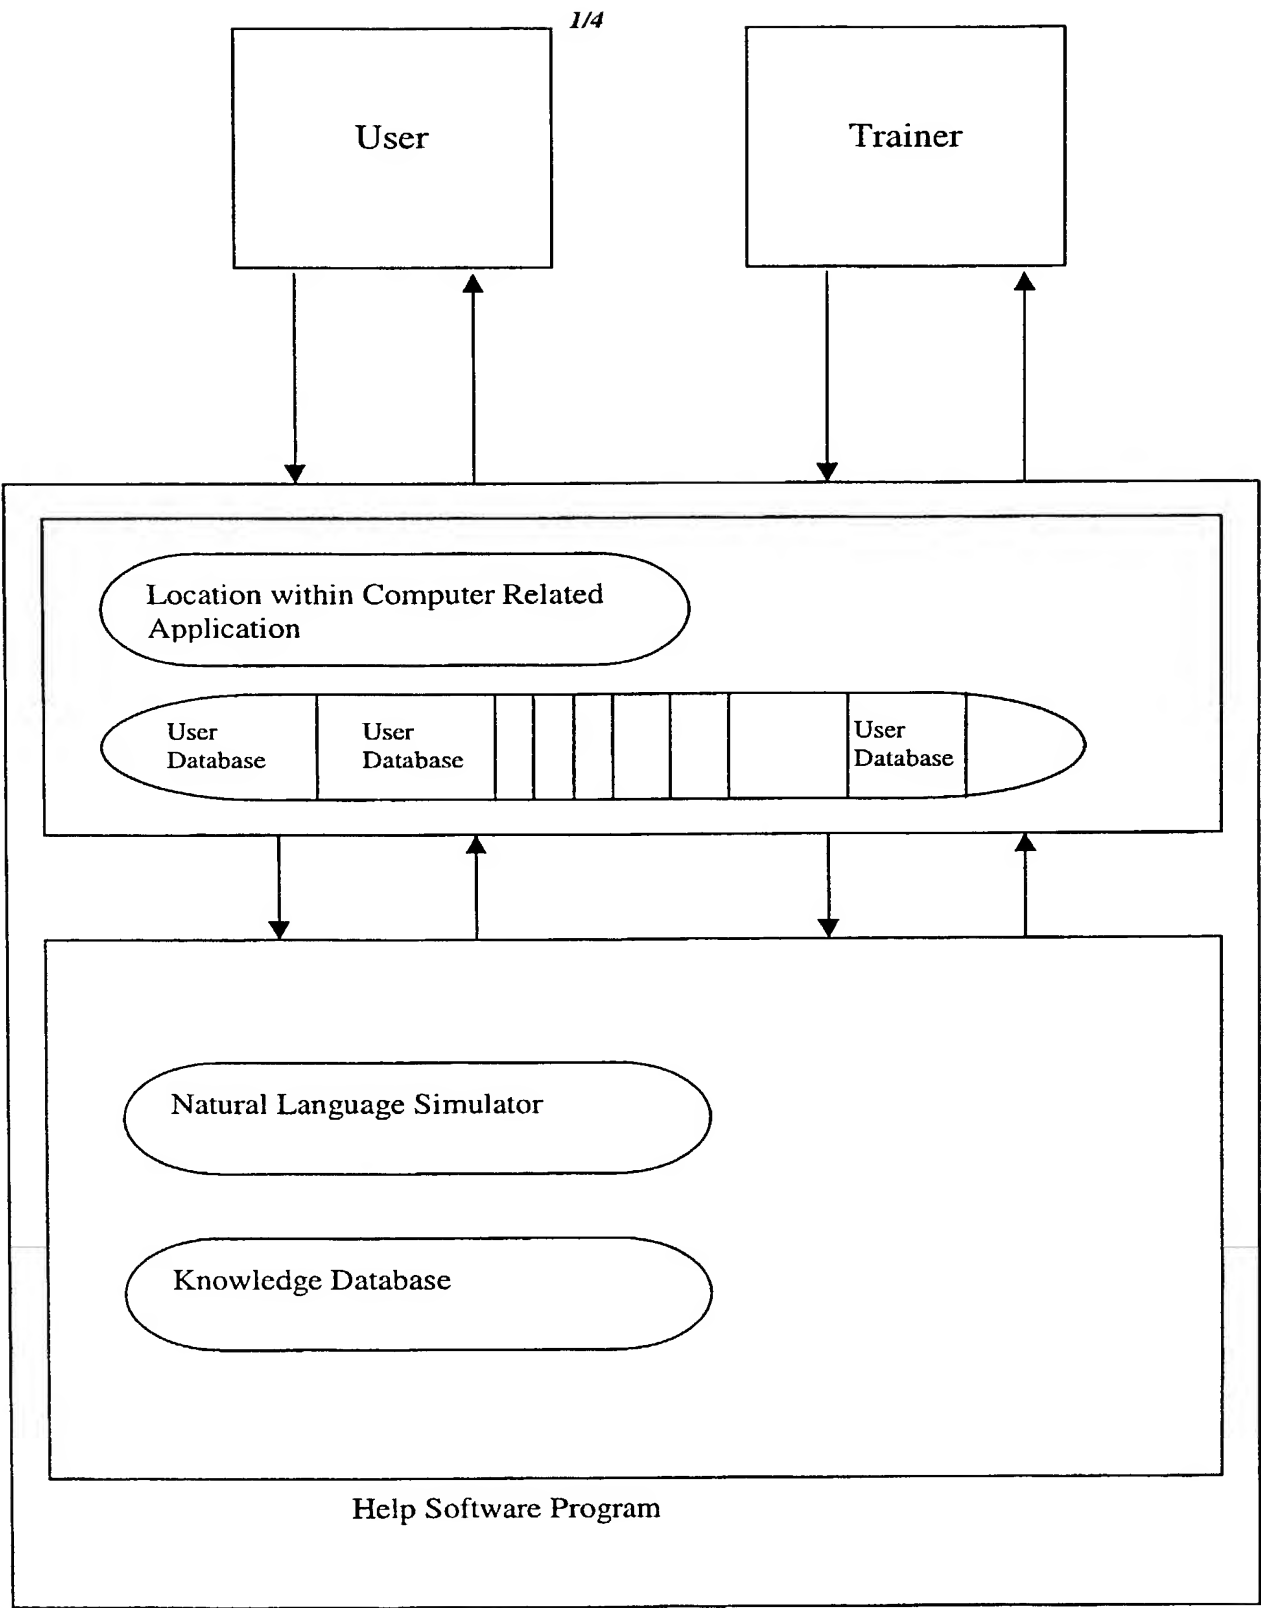 1/4
User
Trainer
Location within Computer Related
Application
User
Database
User
Database
User
Database
Natural Language Simulator
Knowledge Database
Help Software Program